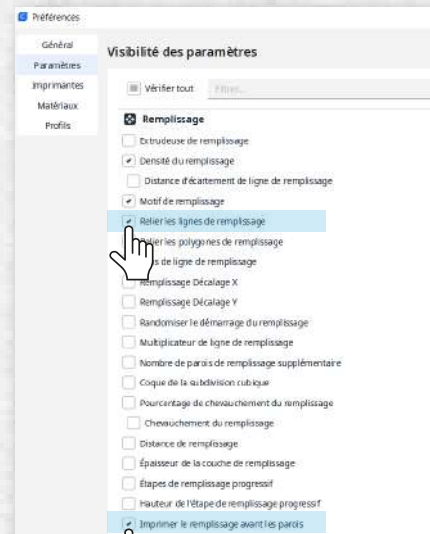 Préférences
Général
Paramètres
Imprimantes
Matériaux
Profils
Visibilité des paramètres
Vérifier tout
Filtrer...
Remplissage
Extrudeuse de remplissage
Densité du remplissage
Distance d'écartement de ligne de remplissage
Motif de remplissage
Relier les lignes de remplissage
Relier les polygones de remplissage
de ligne de remplissage
Remplissage Décalage X
Remplissage Décalage Y
Randomiser le démarrage du remplissage
Multiplicateur de ligne de remplissage
Nombre de parois de remplissage supplémentaire
Coque de la subdivision cubique
Pourcentage de chevauchement du remplissage
Chevauchement du remplissage
Distance de remplissage
Épaisseur de la couche de remplissage
Étapes de remplissage progressif
Hauteur de l'étape de remplissage progressif
Imprimer le remplissage avant les parois